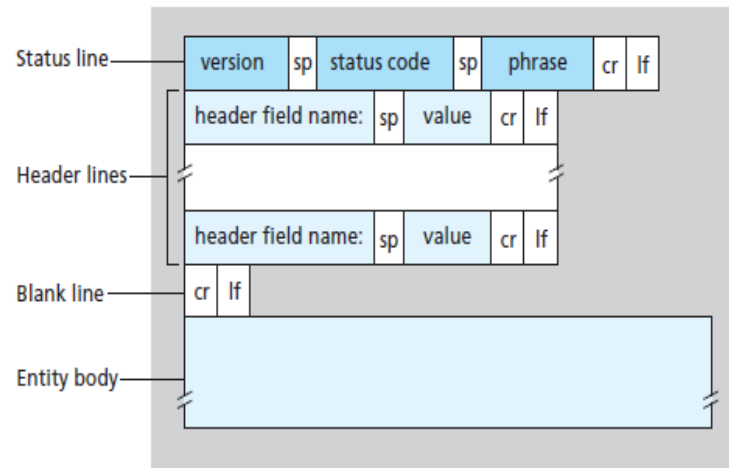 Status line
version sp status code sp phrase cr lf
header field name: sp value cr lf
Header lines
header field name: sp value cr lf
Blank line
cr lf
Entity body